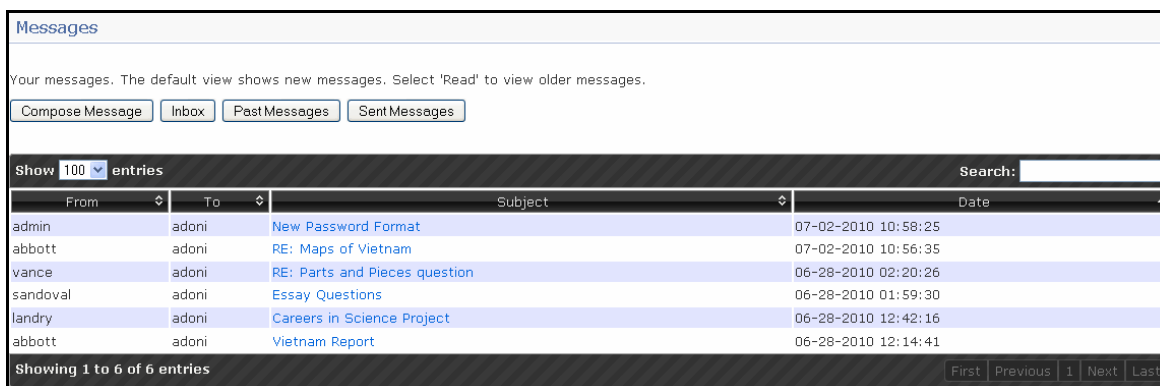 Messages
Your messages. The default view shows new messages. Select 'Read' to view older messages.
Compose Message Inbox Past Messages Sent Messages
Show 100 entries Search:
From To Subject Date
admin adoni New Password Format 07-02-2010 10:58:25
abbott adoni RE: Maps of Vietnam 07-02-2010 10:56:35
vance adoni RE: Parts and Pieces question 06-28-2010 02:20:26
sandoval adoni Essay Questions 06-28-2010 01:59:30
landry adoni Careers in Science Project 06-28-2010 12:42:16
abbott adoni Vietnam Report 06-28-2010 12:14:41
Showing 1 to 6 of 6 entries First Previous 1 Next Last